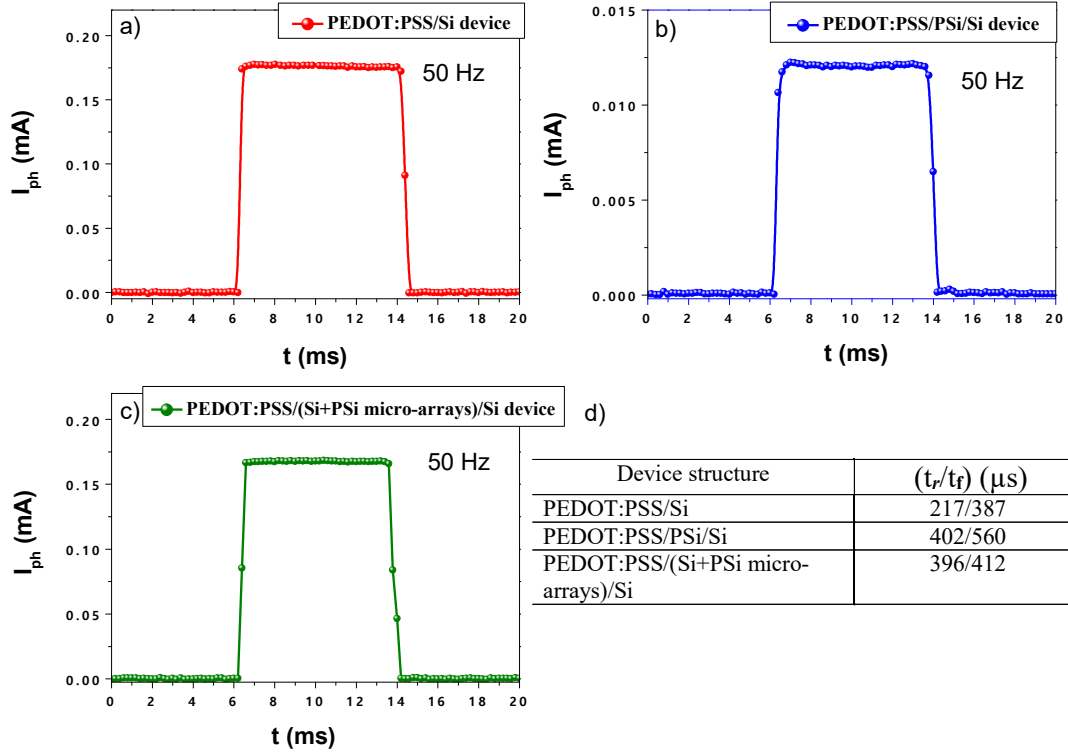 a)
PEDOT:PSS/Si device
50 Hz
I_ph (mA)
0.20
0.15
0.10
0.05
0.00
0 2 4 6 8 10 12 14 16 18 20
t (ms)
b)
PEDOT:PSS/PSi/Si device
50 Hz
I_ph (mA)
0.015
0.010
0.005
0.000
0 2 4 6 8 10 12 14 16 18 20
t (ms)
c)
PEDOT:PSS/(Si+PSi micro-arrays)/Si device
50 Hz
I_ph (mA)
0.20
0.15
0.10
0.05
0.00
0 2 4 6 8 10 12 14 16 18 20
t (ms)
d)
Device structure (t_r/t_f) (μs)
PEDOT:PSS/Si 217/387
PEDOT:PSS/PSi/Si 402/560
PEDOT:PSS/(Si+PSi micro- 396/412
arrays)/Si